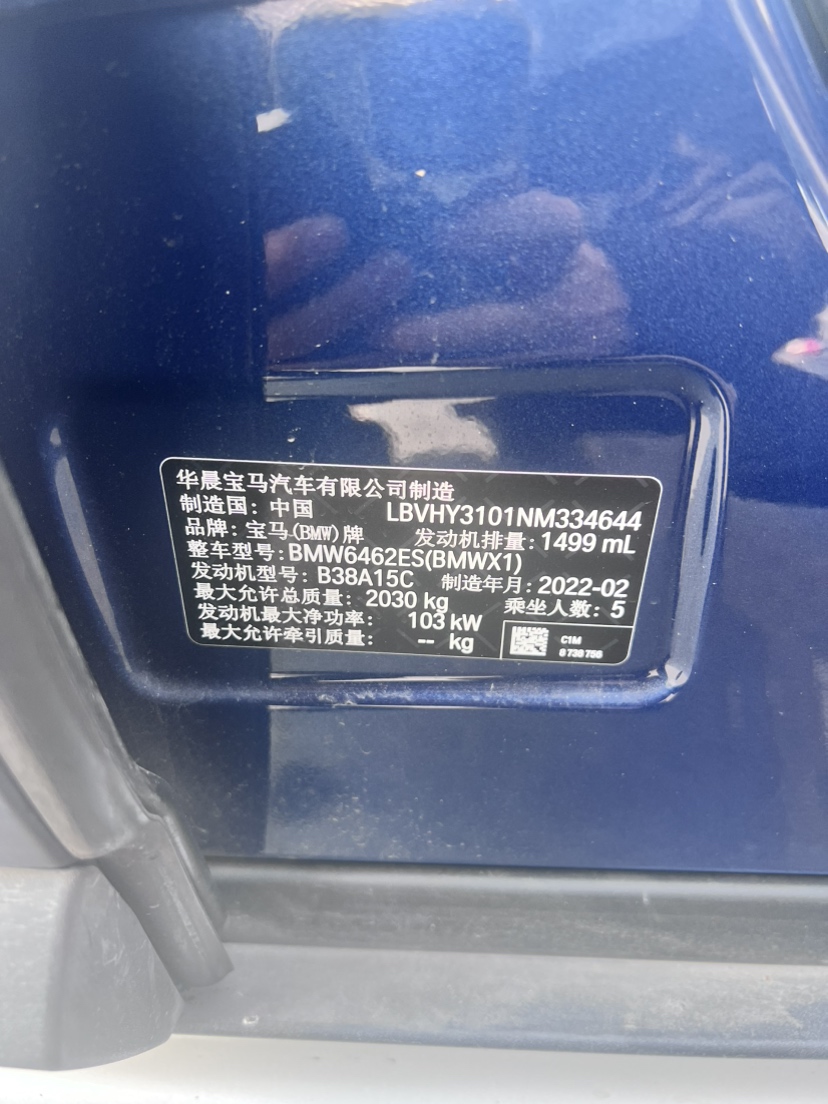 华晨宝马汽车有限公司制造
制造国: 中国 LBVHY3101NM334644
品牌: 宝马(BMW)牌 发动机排量: 1499 mL
整车型号: BMW6462ES(BMWX1)
发动机型号: B38A15C 制造年月: 2022-02
最大允许总质量: 2030 kg 乘坐人数: 5
发动机最大净功率: 103 kW
最大允许牵引质量: -- kg
C1M
8 738 756